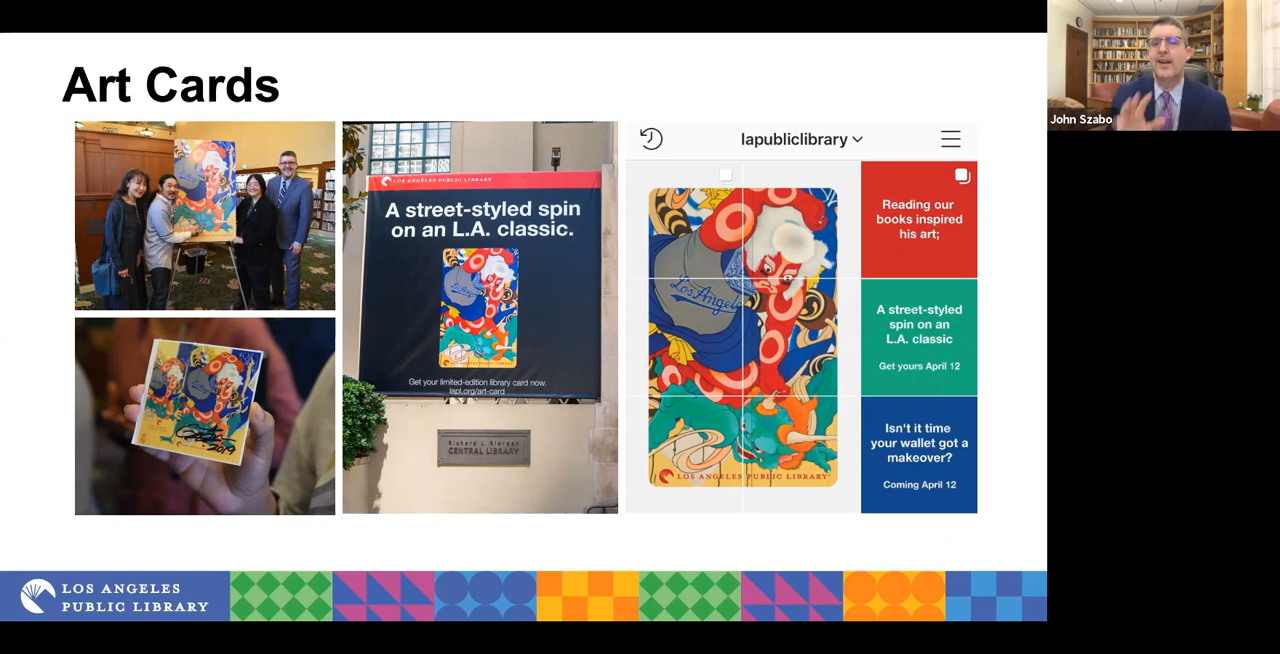 Art Cards
John Szabo
2019
LOS ANGELES PUBLIC LIBRARY
A street-styled spin
on an L.A. classic.
Los Angeles
Get your limited-edition library card now.
lapl.org/art-card
Richard J. Riordan
CENTRAL LIBRARY
lapubliclibrary
Los Angele
LOS ANGELES PUBLIC LIBRARY
Reading our
books inspired
his art;
A street-styled
spin on an
L.A. classic
Get yours April 12
Isn't it time
your wallet got a
makeover?
Coming April 12
LOS ANGELES
PUBLIC LIBRARY